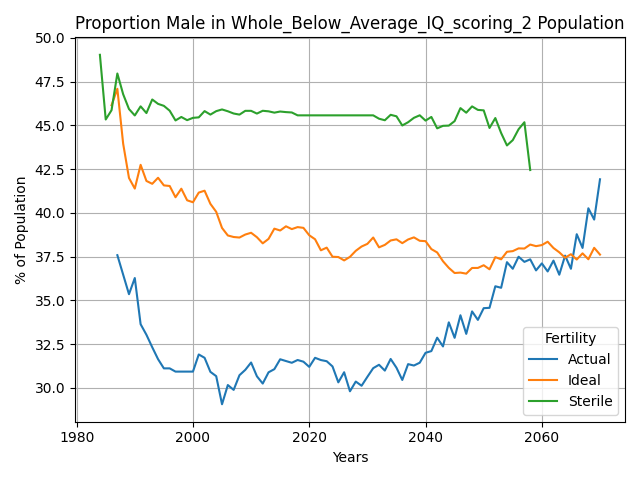 Proportion Male in Whole_Below_Average_IQ_scoring_2 Population
50.0
47.5
45.0
42.5
40.0
37.5
35.0
32.5
30.0
% of Population
1980
2000
2020
2040
2060
Years
Fertility
Actual
Ideal
Sterile